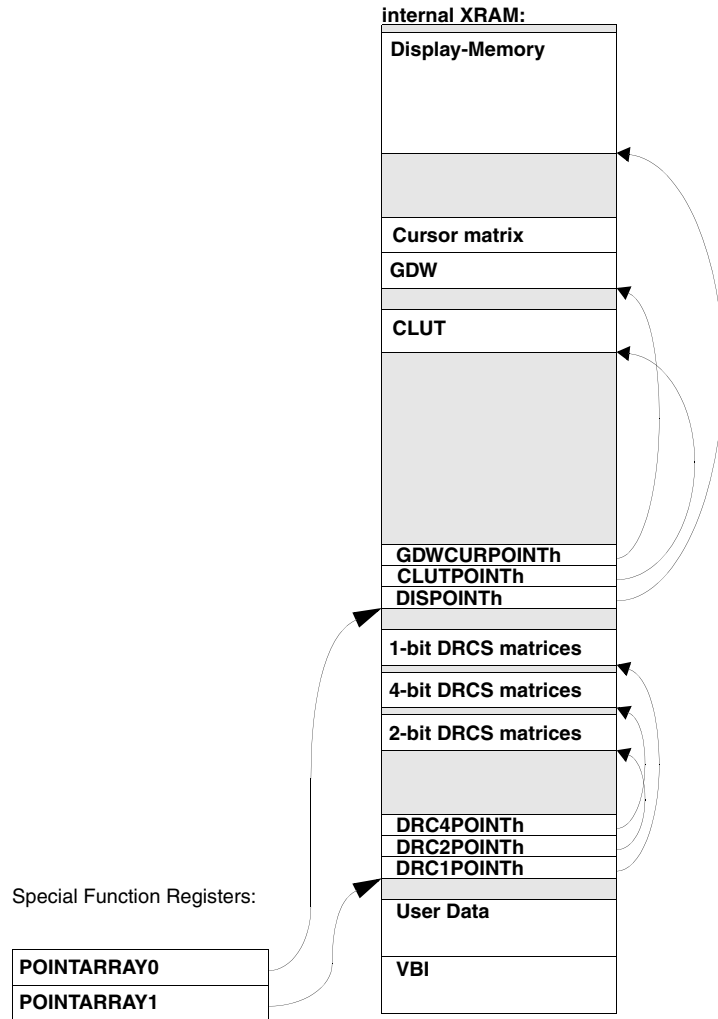 internal XRAM:
Display-Memory
Cursor matrix
GDW
CLUT
GDWCURPOINTh
CLUTPOINTh
DISPOINTh
1-bit DRCS matrices
4-bit DRCS matrices
2-bit DRCS matrices
DRC4POINTh
DRC2POINTh
DRC1POINTh
Special Function Registers:
User Data
POINTARRAY0
VBI
POINTARRAY1